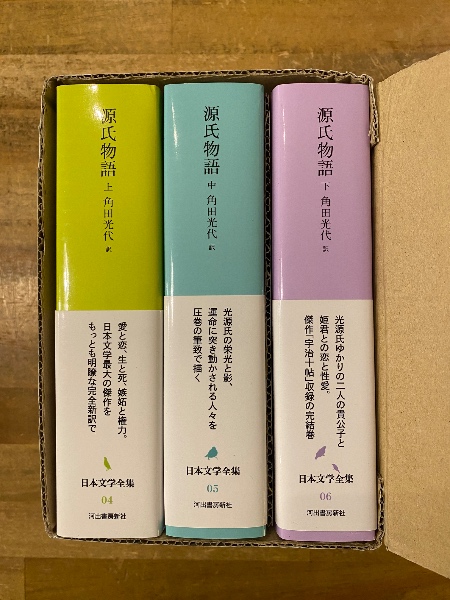 源氏物語 上 角田光代 訳
愛と恋、生と死、嫉妬と権力。
日本文学最大の傑作を
もっとも明瞭な完全新訳で
日本文学全集
04
河出書房新社
源氏物語 中 角田光代 訳
光源氏の栄光と影、
運命に突き動かされる人々を
圧巻の筆致で描く
日本文学全集
05
河出書房新社
源氏物語 下 角田光代 訳
光源氏ゆかりの二人の貴公子と
姫君との恋と性愛。
傑作「宇治十帖」収録の完結巻
日本文学全集
06
河出書房新社